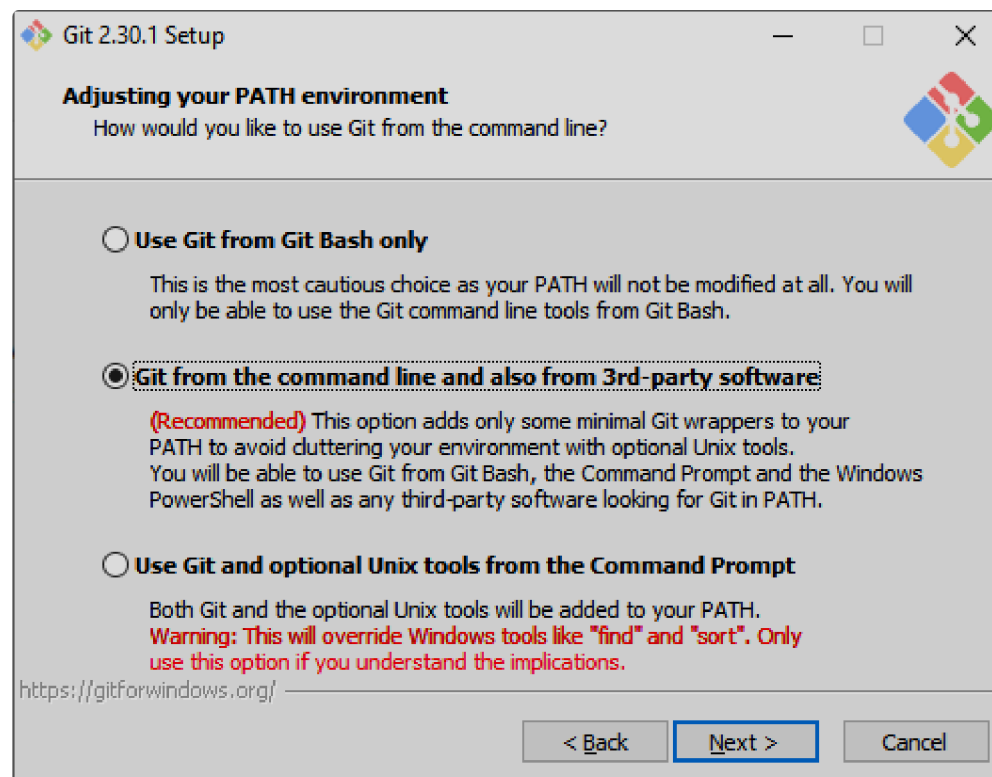 Git 2.30.1 Setup
Adjusting your PATH environment
How would you like to use Git from the command line?
Use Git from Git Bash only
This is the most cautious choice as your PATH will not be modified at all. You will
only be able to use the Git command line tools from Git Bash.
Git from the command line and also from 3rd-party software
(Recommended) This option adds only some minimal Git wrappers to your
PATH to avoid cluttering your environment with optional Unix tools.
You will be able to use Git from Git Bash, the Command Prompt and the Windows
PowerShell as well as any third-party software looking for Git in PATH.
Use Git and optional Unix tools from the Command Prompt
Both Git and the optional Unix tools will be added to your PATH.
Warning: This will override Windows tools like "find" and "sort". Only
use this option if you understand the implications.
https://gitforwindows.org/
< Back Next > Cancel